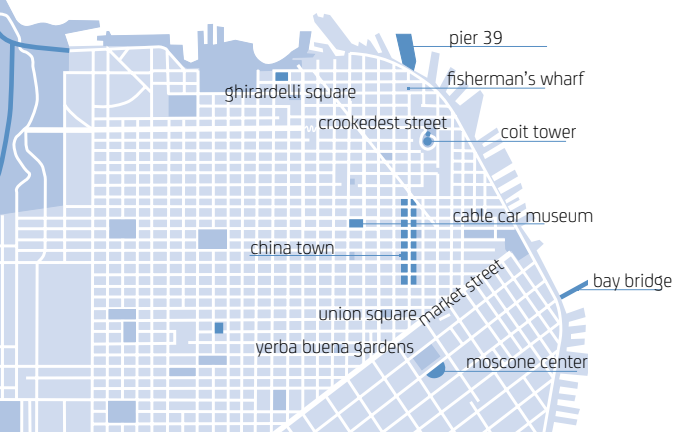 pier 39
fisherman's wharf
ghirardelli square
crookedest street
coit tower
cable car museum
china town
bay bridge
market street
union square
yerba buena gardens
moscone center